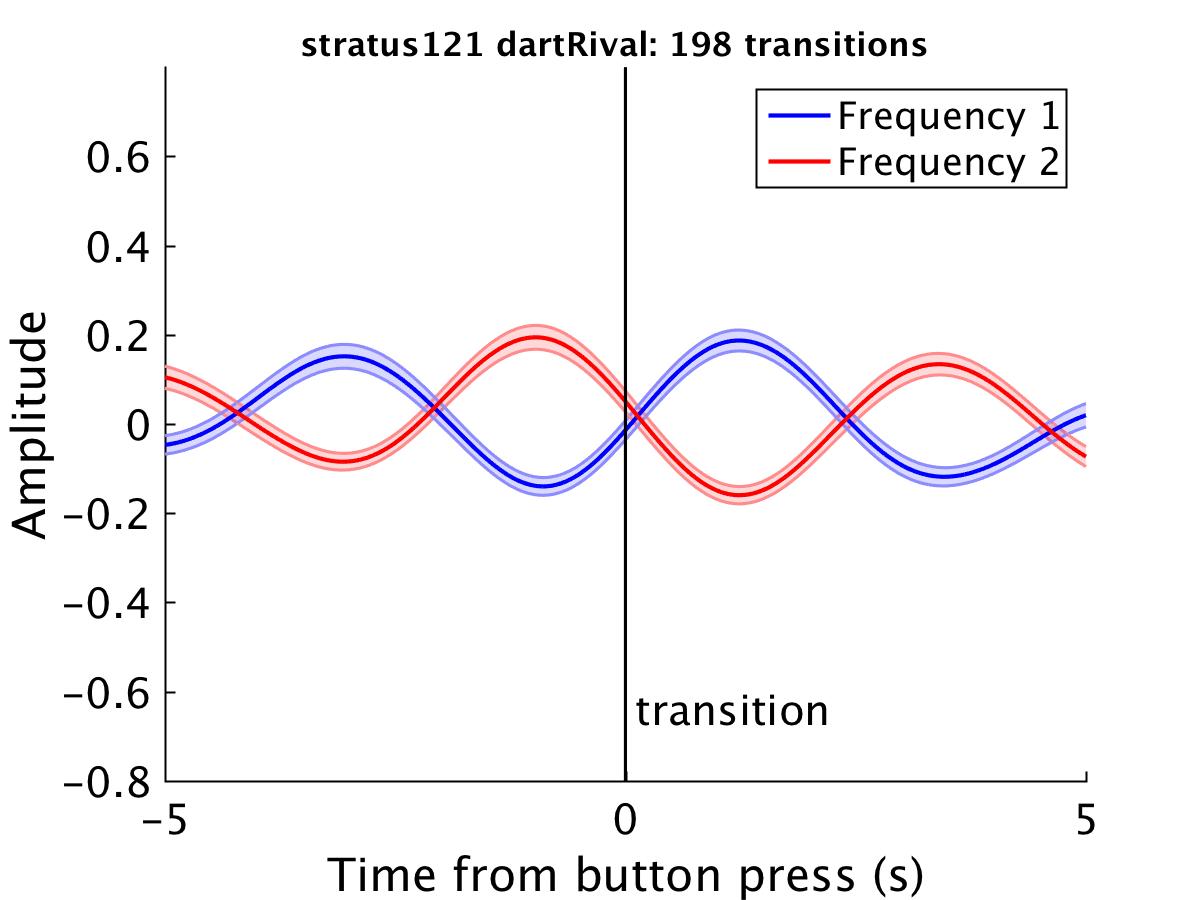 stratus121 dartRival: 198 transitions
Frequency 1
Frequency 2
0.6
0.4
0.2
0
−0.2
−0.4
−0.6
−0.8
Amplitude
transition
−5
0
5
Time from button press (s)